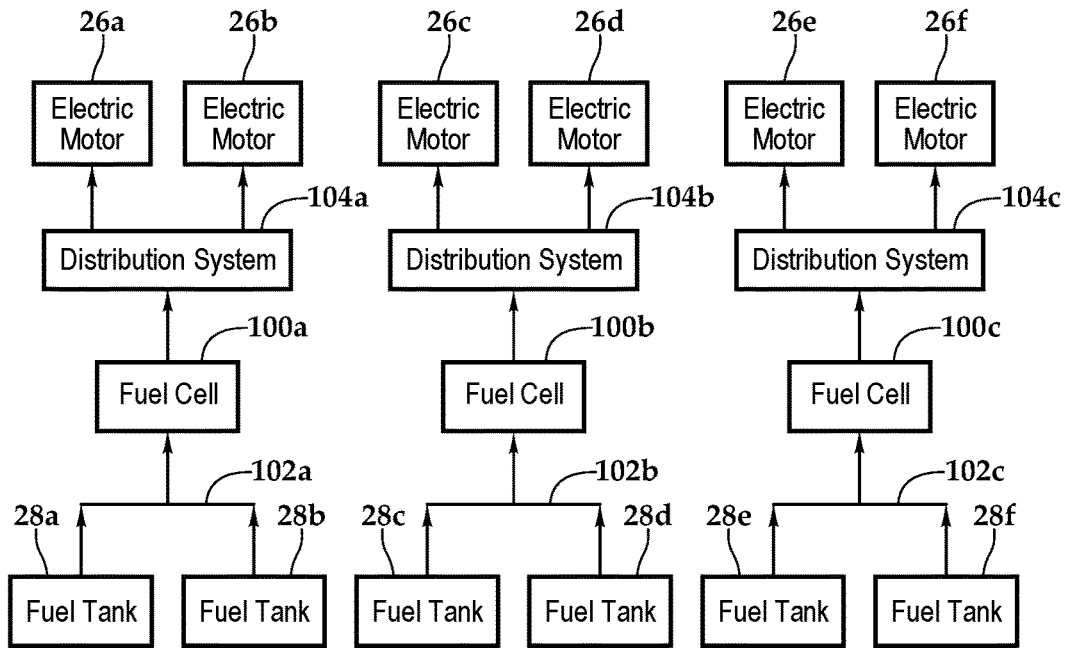 26a 26b 26c 26d 26e 26f
Electric Electric Electric Electric Electric Electric
Motor Motor Motor Motor Motor Motor
104a 104b 104c
Distribution System Distribution System Distribution System
100a 100b 100c
Fuel Cell Fuel Cell Fuel Cell
102a 102b 102c
28a 28b 28c 28d 28e 28f
Fuel Tank Fuel Tank Fuel Tank Fuel Tank Fuel Tank Fuel Tank